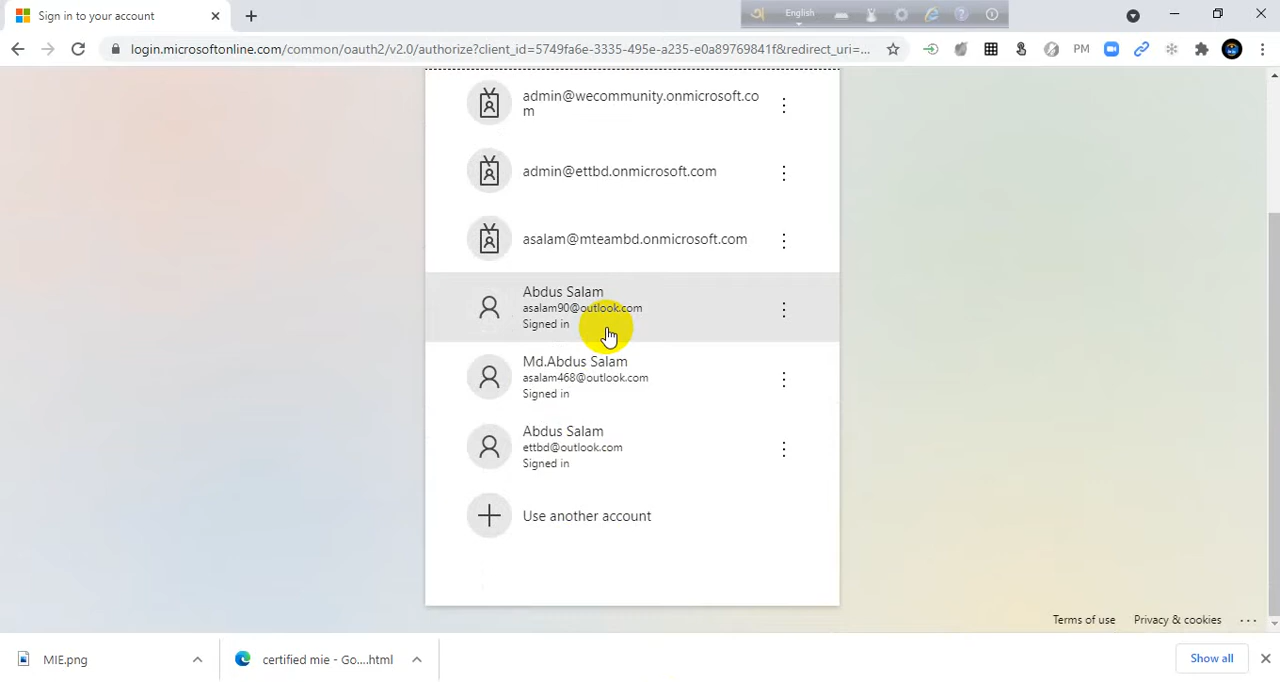 Sign in to your account
English
login.microsoftonline.com/common/oauth2/v2.0/authorize?client_id=5749fa6e-3335-495e-a235-e0a89769841f&redirect_uri=...
PM
admin@wecommunity.onmicrosoft.co
m
admin@ettbd.onmicrosoft.com
asalam@mteambd.onmicrosoft.com
Abdus Salam
asalam90@outlook.com
Signed in
Md.Abdus Salam
asalam468@outlook.com
Signed in
Abdus Salam
ettbd@outlook.com
Signed in
Use another account
Terms of use Privacy & cookies ...
MIE.png
certified mie - Go....html
Show all